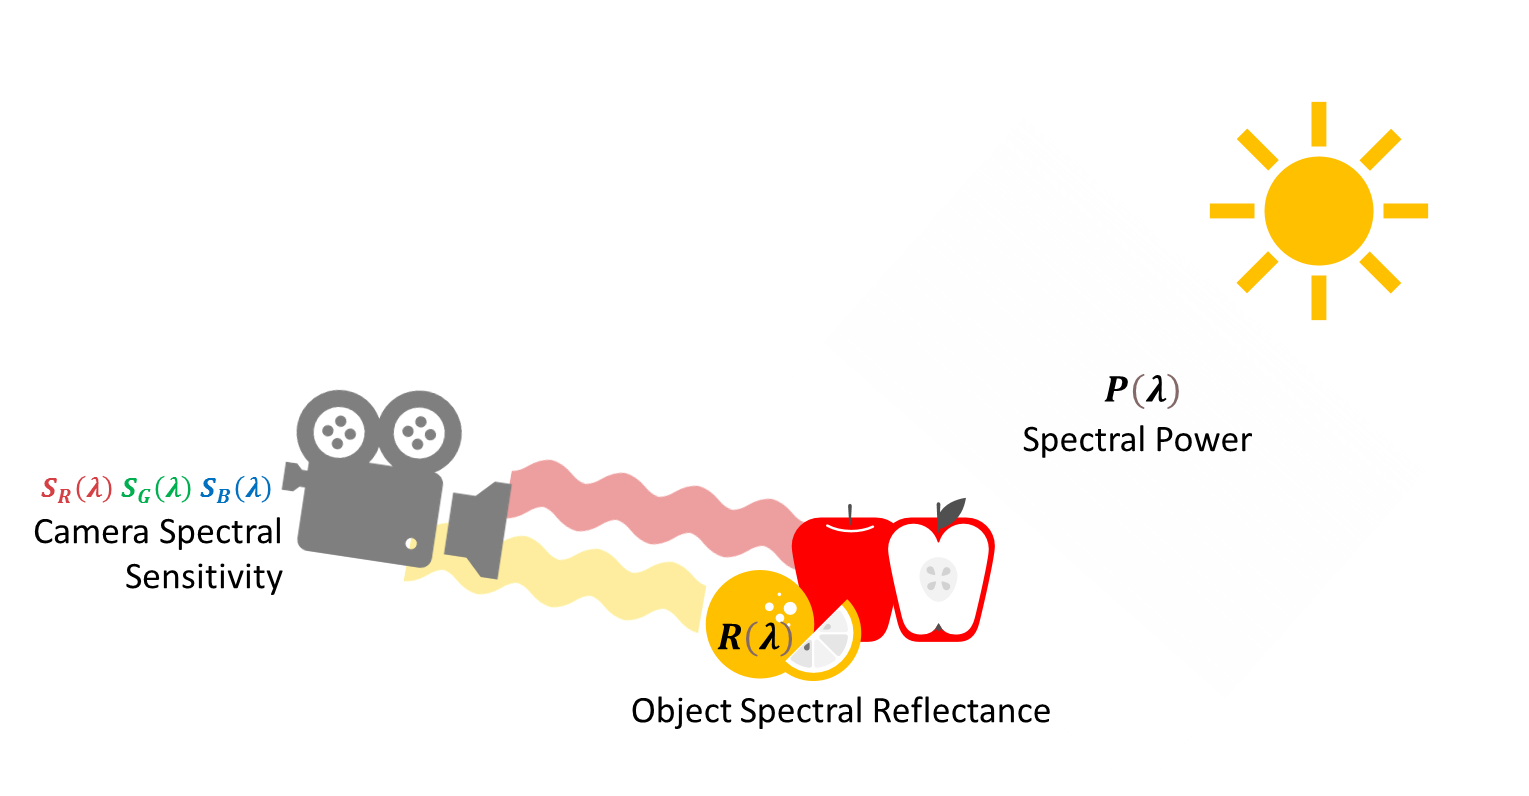 P(λ)
Spectral Power
S_R(λ) S_G(λ) S_B(λ)
Camera Spectral
Sensitivity
R(λ)
Object Spectral Reflectance